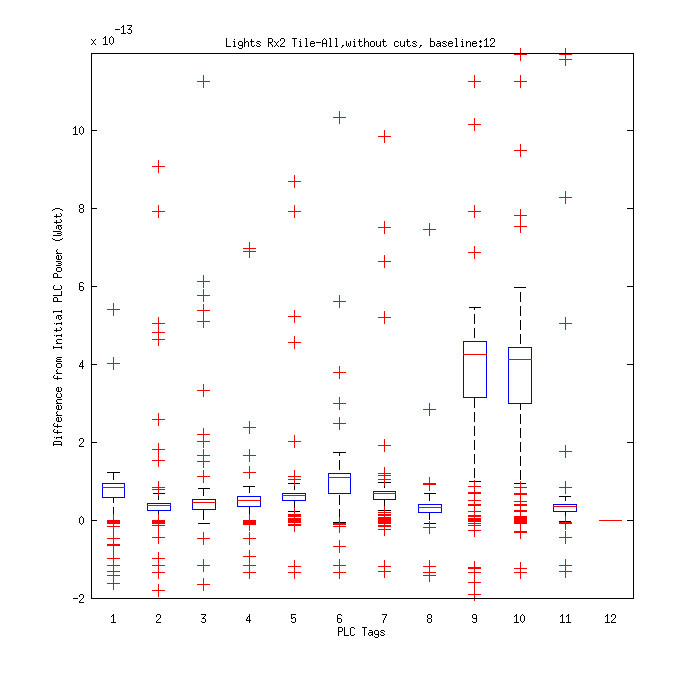 x 10^-13
Lights Rx2 Tile-All,without cuts, baseline:12
Difference from Initial PLC Power (Watt)
10
8
6
4
2
0
-2
1 2 3 4 5 6 7 8 9 10 11 12
PLC Tags